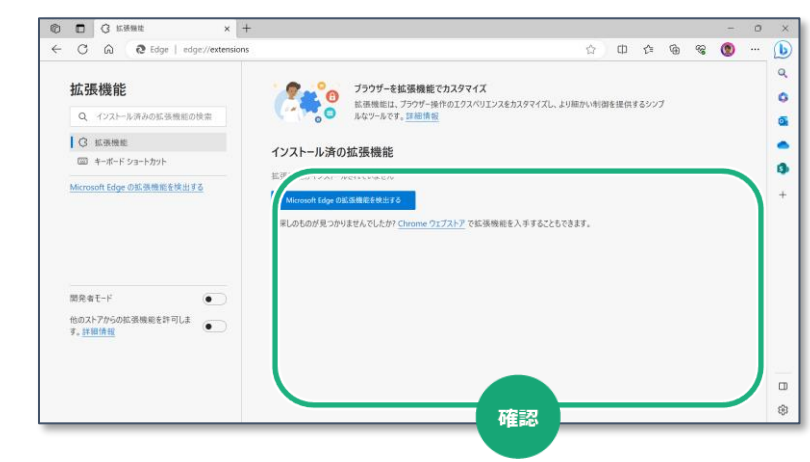 拡張機能
Edge | edge://extensions
拡張機能
インストール済みの拡張機能の検索
拡張機能
キーボード ショートカット
Microsoft Edge の拡張機能を検出する
開発者モード
他のストアからの拡張機能を許可しま
す。詳細情報
ブラウザーを拡張機能でカスタマイズ
拡張機能は、ブラウザー操作のエクスペリエンスをカスタマイズし、より細かい制御を提供するシンプ
ルなツールです。詳細情報
インストール済の拡張機能
Microsoft Edge の拡張機能を検出する
探しのものが見つかりませんでしたか? Chrome ウェブストア で拡張機能を入手することもできます。
確認